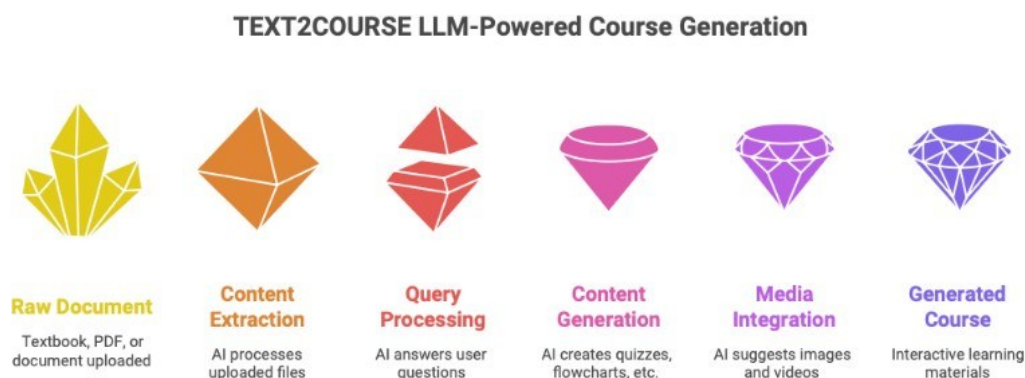 TEXT2COURSE LLM-Powered Course Generation
Raw Document
Textbook, PDF, or
document uploaded
Content
Extraction
AI processes
uploaded files
Query
Processing
AI answers user
questions
Content
Generation
AI creates quizzes,
flowcharts, etc.
Media
Integration
AI suggests images
and videos
Generated
Course
Interactive learning
materials